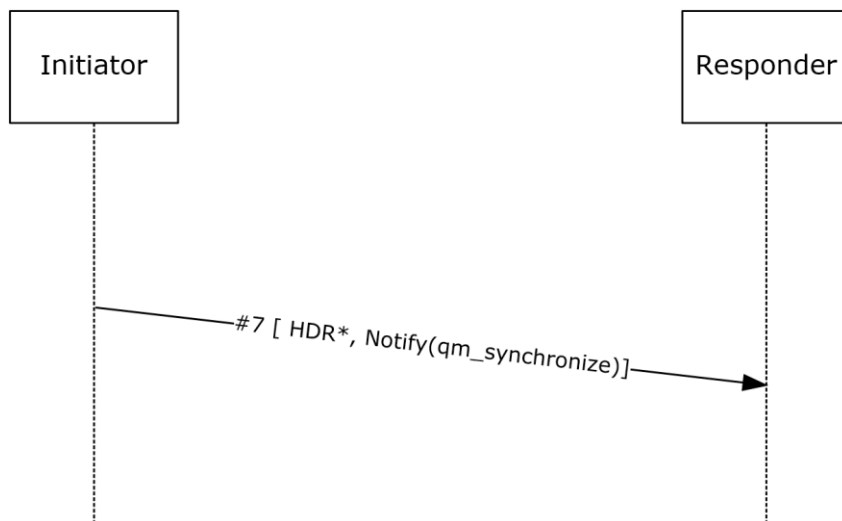 Initiator
Responder
#7 [ HDR*, Notify(qm_synchronize)]